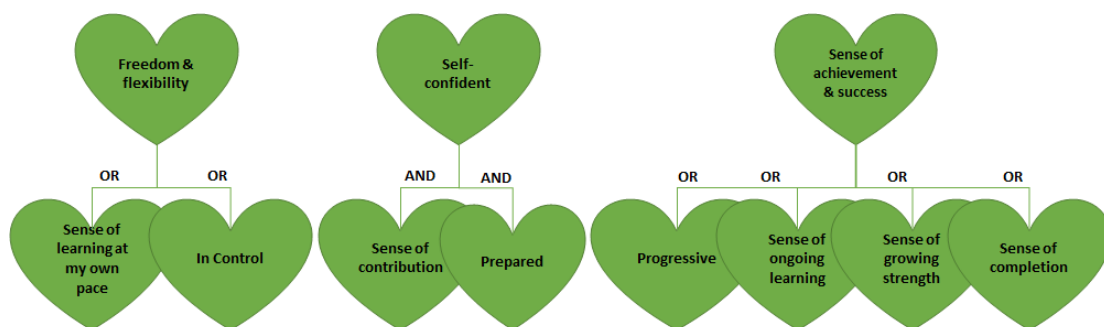 Freedom &
flexibility
Self-
confident
Sense of
achievement
& success
OR
OR
AND
AND
OR
OR
OR
OR
Sense of
learning at
my own
pace
In Control
Sense of
contribution
Prepared
Progressive
Sense of
ongoing
learning
Sense of
growing
strength
Sense of
completion